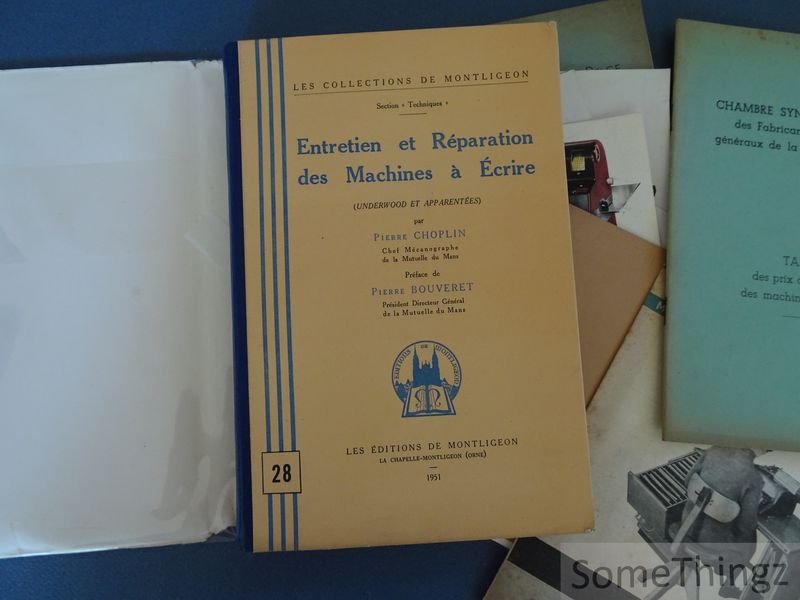 LES COLLECTIONS DE MONTLIGEON
Section « Techniques »
Entretien et Réparation
des Machines à Écrire
(UNDERWOOD ET APPARENTÉES)
par
PIERRE CHOPLIN
Chef Mécanographe
de la Mutuelle du Mans
Préface de
PIERRE BOUVERET
Président Directeur Général
de la Mutuelle du Mans
EDITIONS DE MONTLIGEON
LES ÉDITIONS DE MONTLIGEON
LA CHAPELLE-MONTLIGEON (ORNE)
1951
28
CHAMBRE SYN
des Fabrican
généraux de la
TA
des prix
des machin
SomeThingz